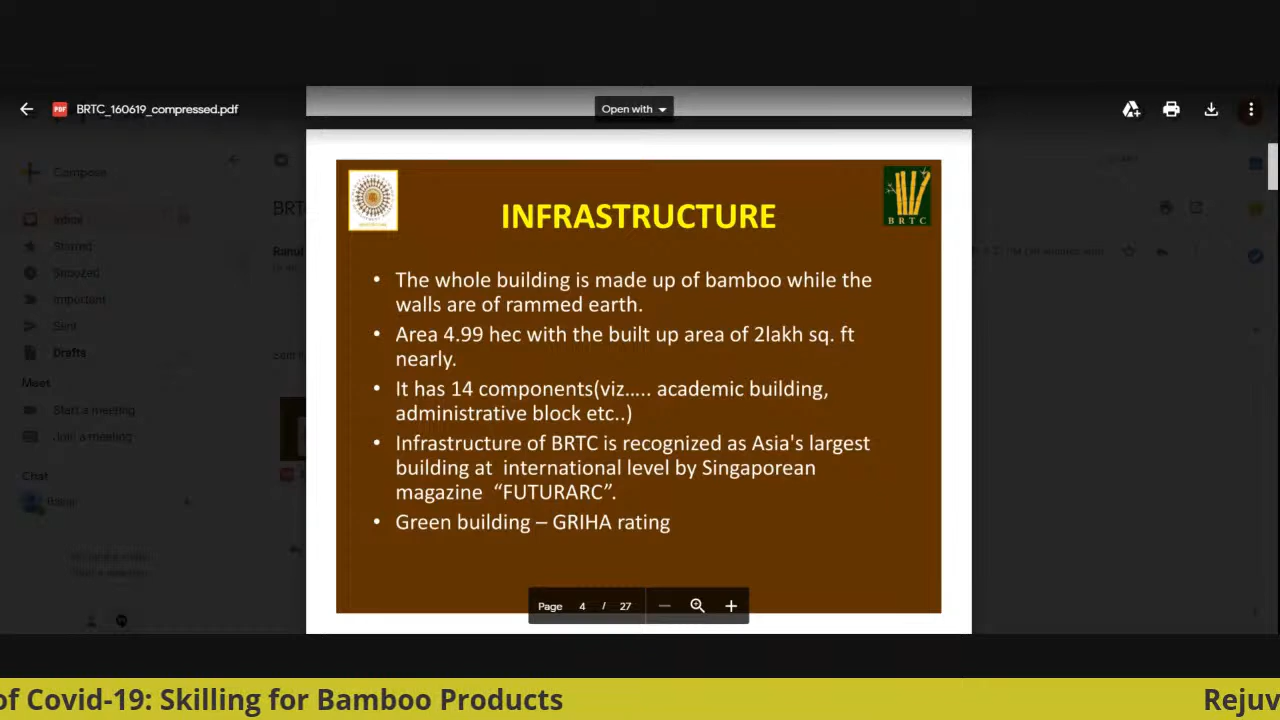 BRTC_160619_compressed.pdf
Open with
Compose
Inbox
Starred
Snoozed
Important
Sent
Drafts
Meet
Start a meeting
Join a meeting
Chat
INFRASTRUCTURE
BRTC
• The whole building is made up of bamboo while the
walls are of rammed earth.
• Area 4.99 hec with the built up area of 2lakh sq. ft
nearly.
• It has 14 components(viz..... academic building,
administrative block etc..)
• Infrastructure of BRTC is recognized as Asia's largest
building at international level by Singaporean
magazine “FUTURARC”.
• Green building – GRIHA rating
Page 4 / 27
of Covid-19: Skilling for Bamboo Products
Rejuv